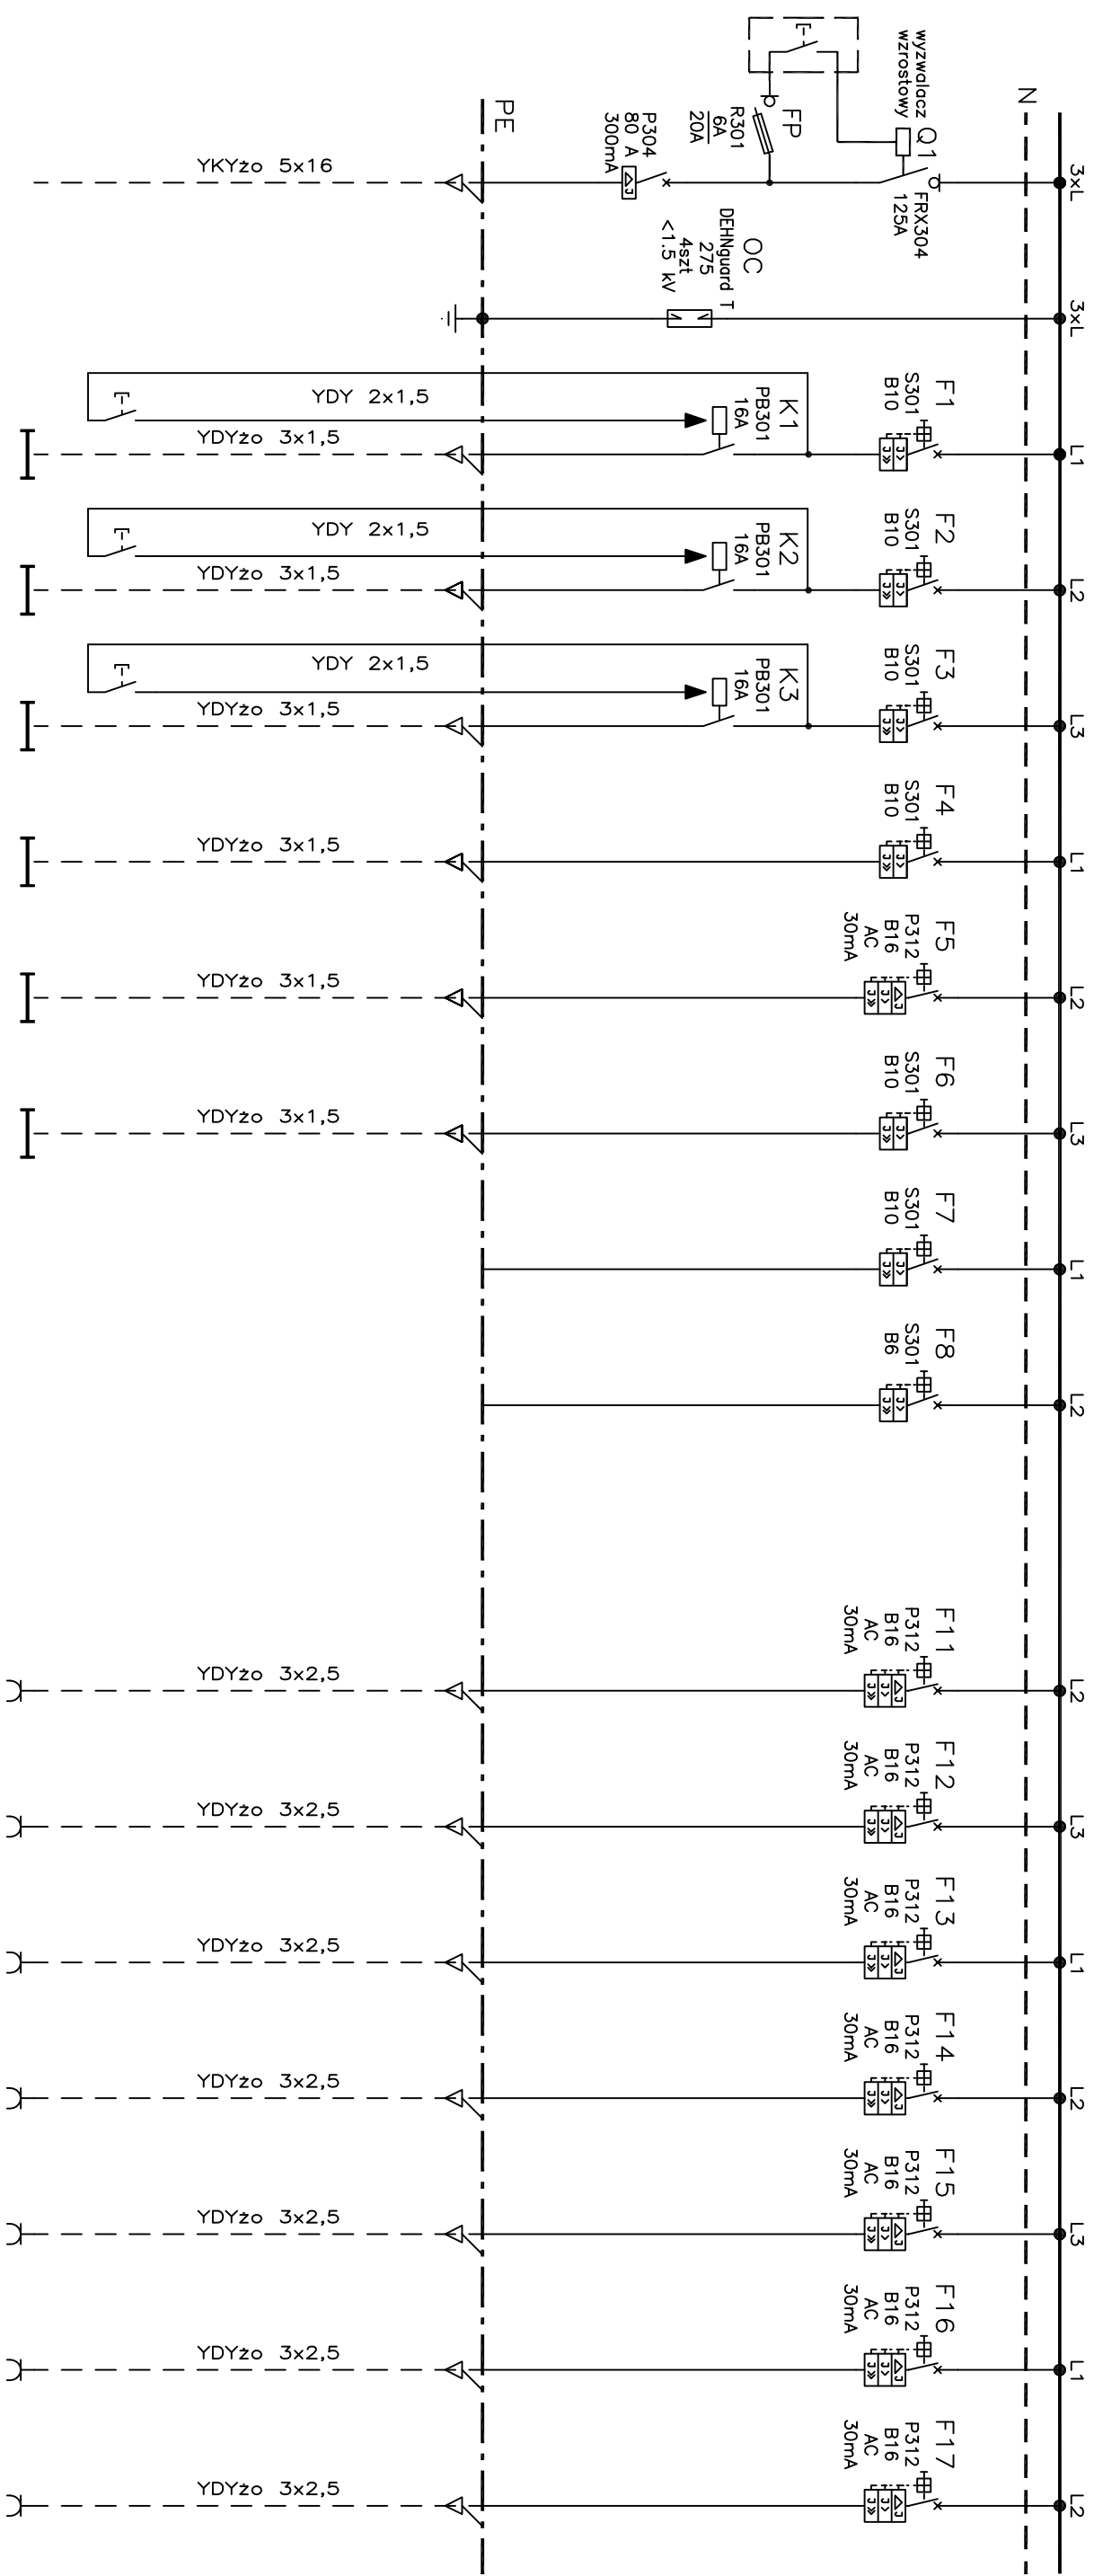 N
3xL
wyzwalacz
wzrostowy
Q1
FRX304
125A
FP
R301
6A
20A
P304
80 A
300mA
PE
YKYżo 5x16
3xL
OC
DEHNguard T
275
4szt
<1.5 kV
L1
F1
S301
B10
K1
PB301
16A
YDY 2x1,5
YDYżo 3x1,5
L2
F2
S301
B10
K2
PB301
16A
YDY 2x1,5
YDYżo 3x1,5
L3
F3
S301
B10
K3
PB301
16A
YDY 2x1,5
YDYżo 3x1,5
L1
F4
S301
B10
YDYżo 3x1,5
L2
F5
P312
B16
AC
30mA
YDYżo 3x1,5
L3
F6
S301
B10
YDYżo 3x1,5
L1
F7
S301
B10
L2
F8
S301
B6
L2
F11
P312
B16
AC
30mA
YDYżo 3x2,5
L3
F12
P312
B16
AC
30mA
YDYżo 3x2,5
L1
F13
P312
B16
AC
30mA
YDYżo 3x2,5
L2
F14
P312
B16
AC
30mA
YDYżo 3x2,5
L3
F15
P312
B16
AC
30mA
YDYżo 3x2,5
L1
F16
P312
B16
AC
30mA
YDYżo 3x2,5
L2
F17
P312
B16
AC
30mA
YDYżo 3x2,5